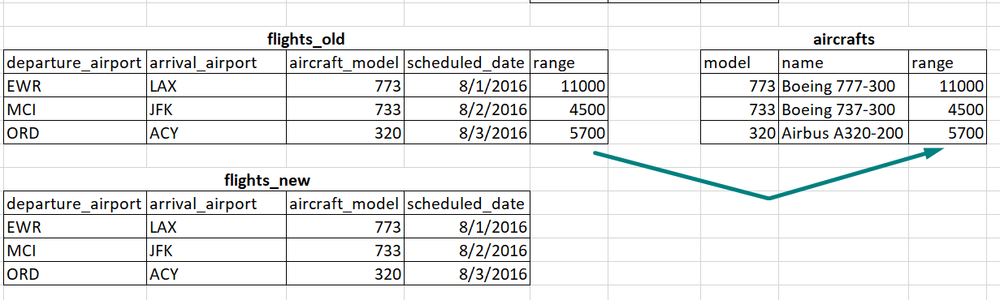 flights_old
departure_airport arrival_airport aircraft_model scheduled_date range
EWR LAX 773 8/1/2016 11000
MCI JFK 733 8/2/2016 4500
ORD ACY 320 8/3/2016 5700
aircrafts
model name range
773 Boeing 777-300 11000
733 Boeing 737-300 4500
320 Airbus A320-200 5700
flights_new
departure_airport arrival_airport aircraft_model scheduled_date
EWR LAX 773 8/1/2016
MCI JFK 733 8/2/2016
ORD ACY 320 8/3/2016